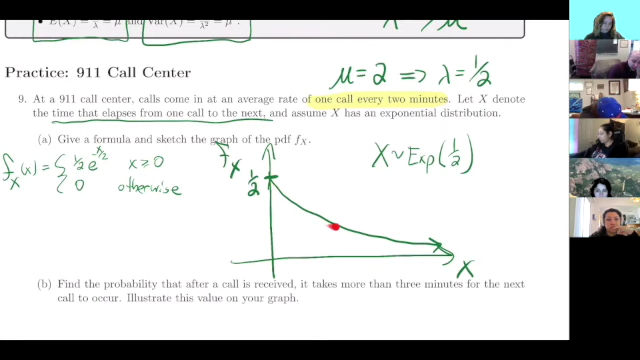 • E(X) = 1/λ = μ and Var(X) = 1/λ² = μ².
Practice: 911 Call Center
μ = 2 ⟹ λ = 1/2
9. At a 911 call center, calls come in at an average rate of one call every two minutes. Let X denote
the time that elapses from one call to the next, and assume X has an exponential distribution.
(a) Give a formula and sketch the graph of the pdf f_X.
f_X(x) = { 1/2 e^{-x/2} x ≥ 0
{ 0 otherwise
f_X
1/2
X ~ Exp(1/2)
X
(b) Find the probability that after a call is received, it takes more than three minutes for the next
call to occur. Illustrate this value on your graph.